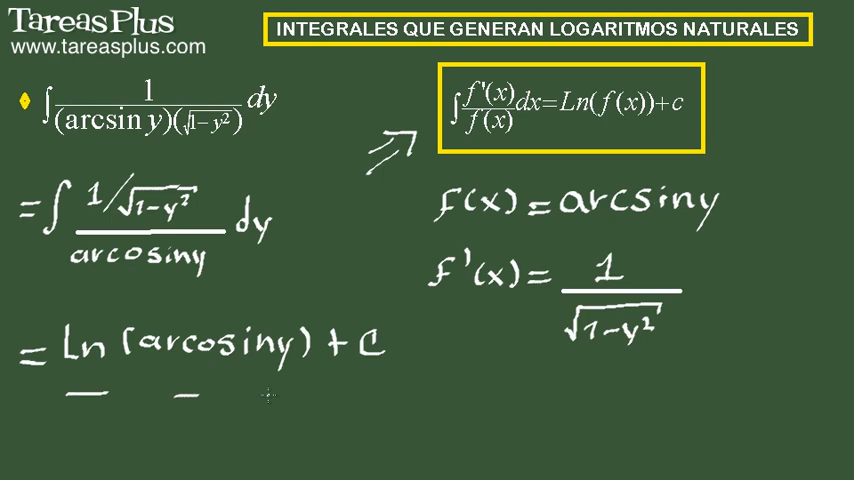 TareasPlus
www.tareasplus.com
INTEGRALES QUE GENERAN LOGARITMOS NATURALES
∫ 1/((arcsin y)(√1-y²)) dy
∫ f'(x)/f(x) dx=Ln(f(x))+c
= ∫ (1/√1-y²)/arcosiny dy
f(x) = arcsiny
f'(x) = 1/√1-y²
= Ln (arcosiny) + C